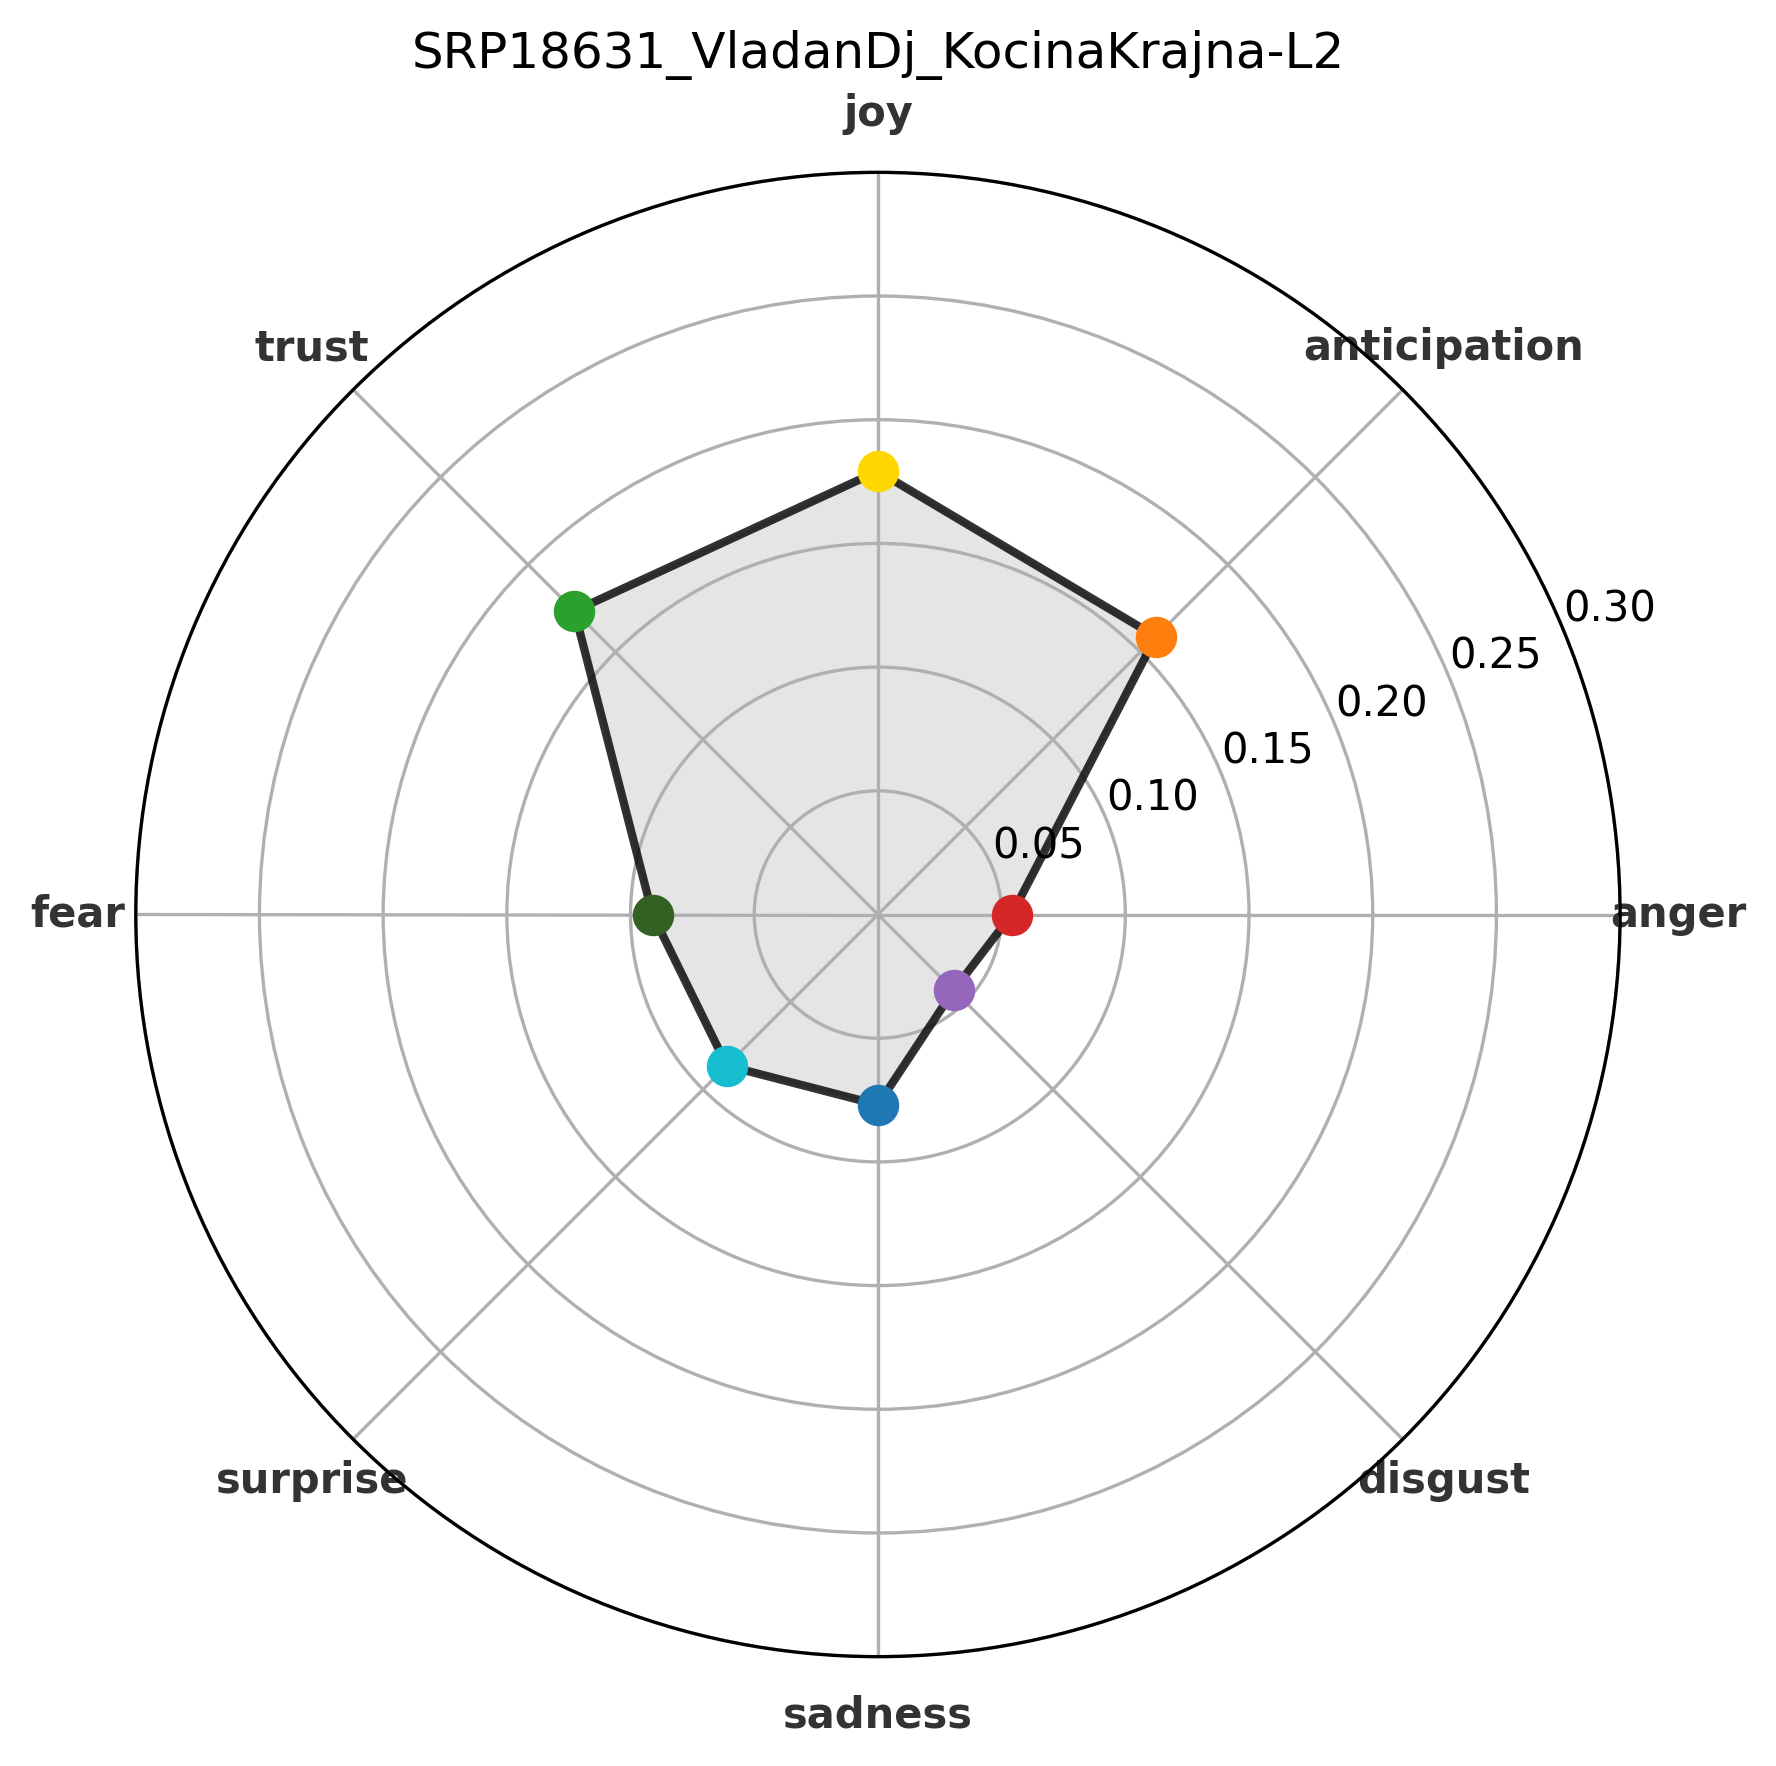 SRP18631_VladanDj_KocinaKrajna-L2
joy
trust
anticipation
0.30
0.25
0.20
0.15
0.10
0.05
fear
anger
surprise
disgust
sadness